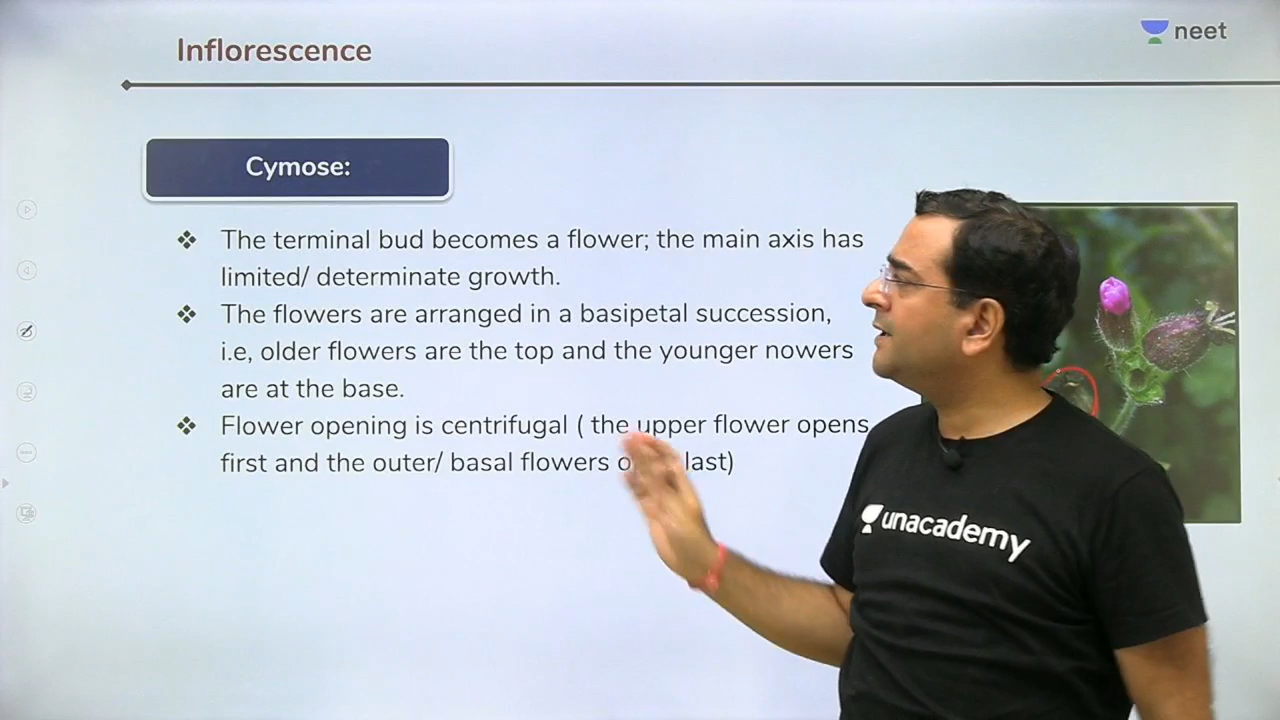 Inflorescence
neet
Cymose:
❖ The terminal bud becomes a flower; the main axis has
limited/ determinate growth.
❖ The flowers are arranged in a basipetal succession,
i.e, older flowers are the top and the younger nowers
are at the base.
❖ Flower opening is centrifugal ( the upper flower opens
first and the outer/ basal flowers last)
unacademy